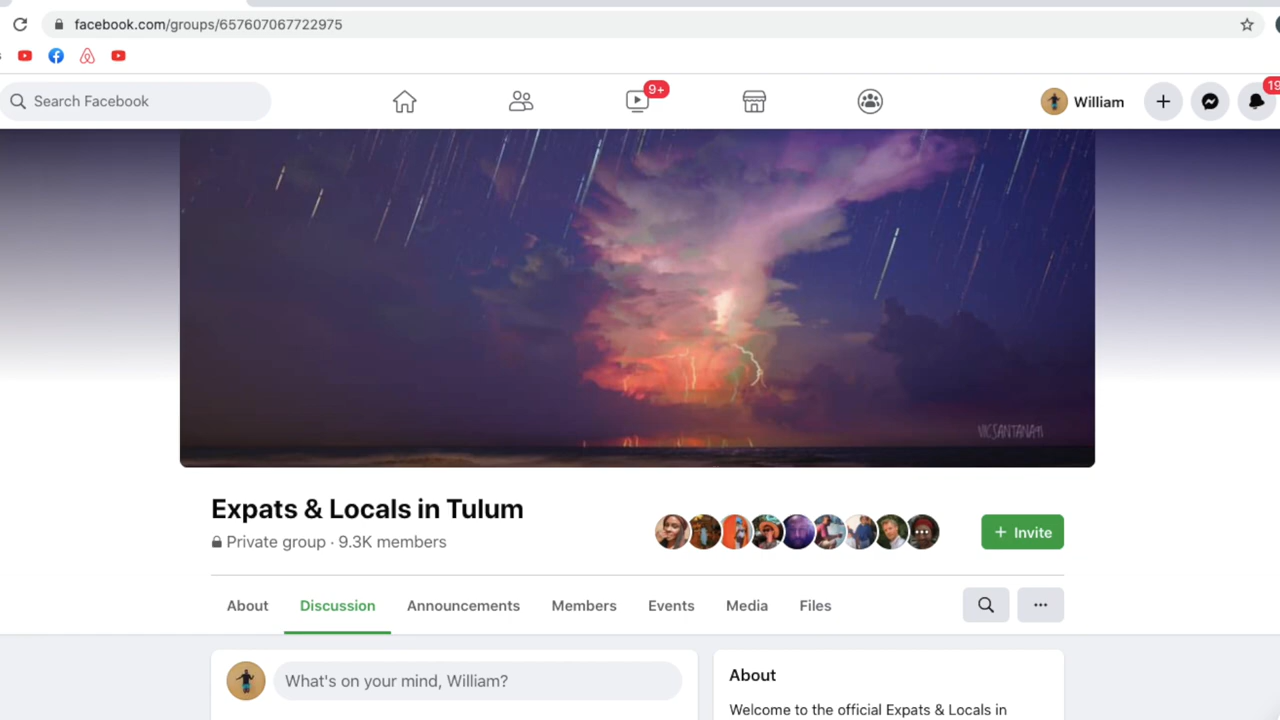 facebook.com/groups/657607067722975
Search Facebook
9+
William
19
VICSANTANA91
Expats & Locals in Tulum
Private group · 9.3K members
+ Invite
About
Discussion
Announcements
Members
Events
Media
Files
What's on your mind, William?
About
Welcome to the official Expats & Locals in